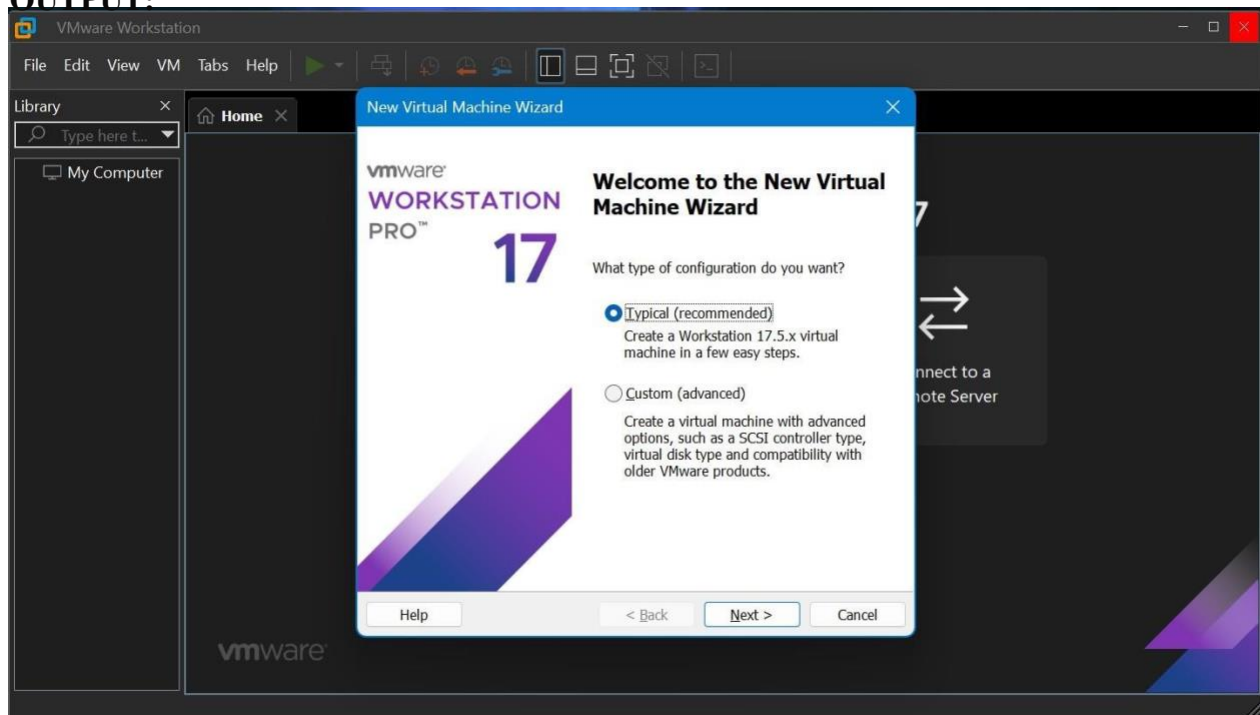 OUTPUT:
VMware Workstation
File Edit View VM Tabs Help
Library
Type here t...
My Computer
Home
New Virtual Machine Wizard
vmware
WORKSTATION
PRO™
17
Welcome to the New Virtual
Machine Wizard
What type of configuration do you want?
Typical (recommended)
Create a Workstation 17.5.x virtual
machine in a few easy steps.
Custom (advanced)
Create a virtual machine with advanced
options, such as a SCSI controller type,
virtual disk type and compatibility with
older VMware products.
Help
< Back
Next >
Cancel
7
nnect to a
note Server
vmware